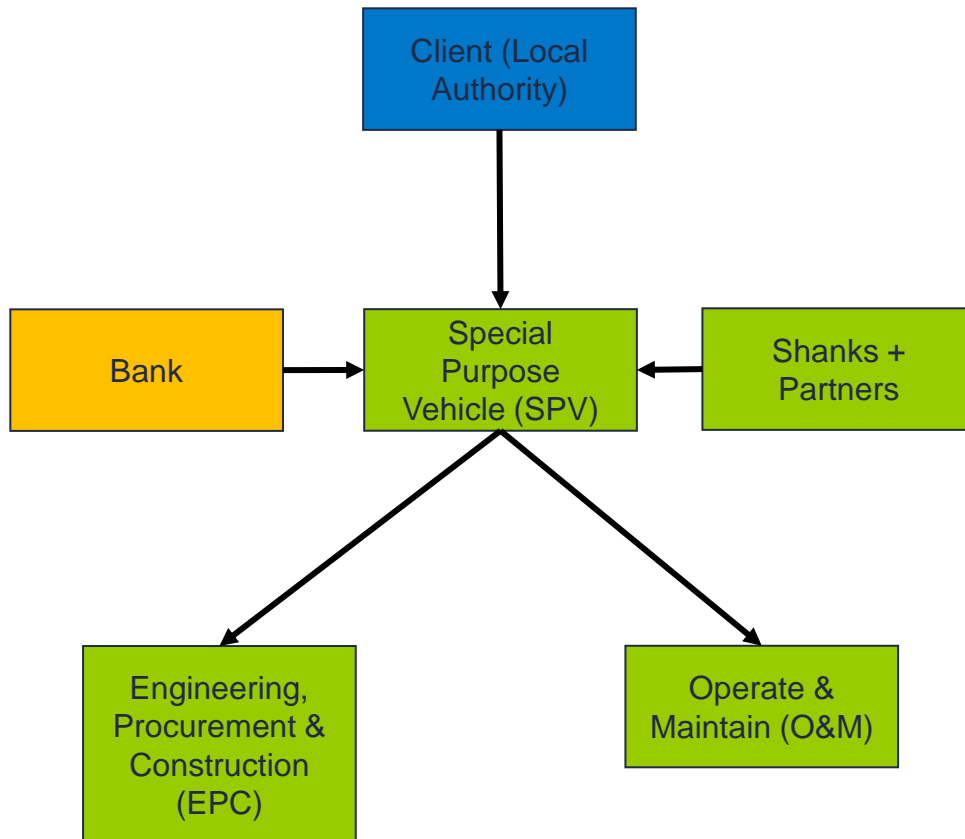 Client (Local
Authority)
Bank
Special
Purpose
Vehicle (SPV)
Shanks +
Partners
Engineering,
Procurement &
Construction
(EPC)
Operate &
Maintain (O&M)